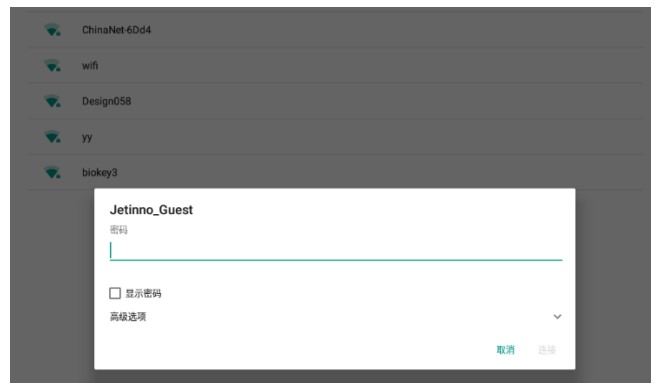 ChinaNet-6Dd4
wifi
Design058
yy
biokey3
Jetinno_Guest
密码
显示密码
高级选项
取消 连接